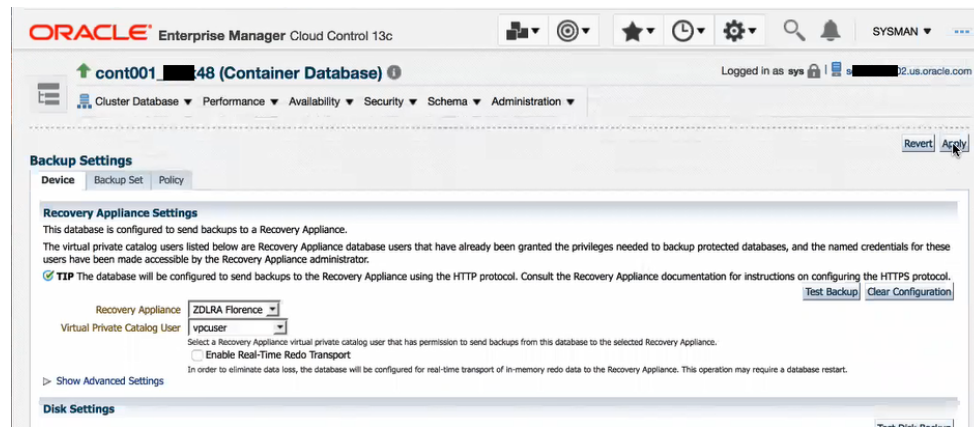 ORACLE® Enterprise Manager Cloud Control 13c
SYSMAN
cont001_ :48 (Container Database)
Logged in as sys s 02.us.oracle.com
Cluster Database Performance Availability Security Schema Administration
Revert Apply
Backup Settings
Device Backup Set Policy
Recovery Appliance Settings
This database is configured to send backups to a Recovery Appliance.
The virtual private catalog users listed below are Recovery Appliance database users that have already been granted the privileges needed to backup protected databases, and the named credentials for these
users have been made accessible by the Recovery Appliance administrator.
TIP The database will be configured to send backups to the Recovery Appliance using the HTTP protocol. Consult the Recovery Appliance documentation for instructions on configuring the HTTPS protocol.
Test Backup Clear Configuration
Recovery Appliance ZDLRA Florence
Virtual Private Catalog User vpcuser
Select a Recovery Appliance virtual private catalog user that has permission to send backups from this database to the selected Recovery Appliance.
Enable Real-Time Redo Transport
In order to eliminate data loss, the database will be configured for real-time transport of in-memory redo data to the Recovery Appliance. This operation may require a database restart.
Show Advanced Settings
Disk Settings
Test Disk Backup